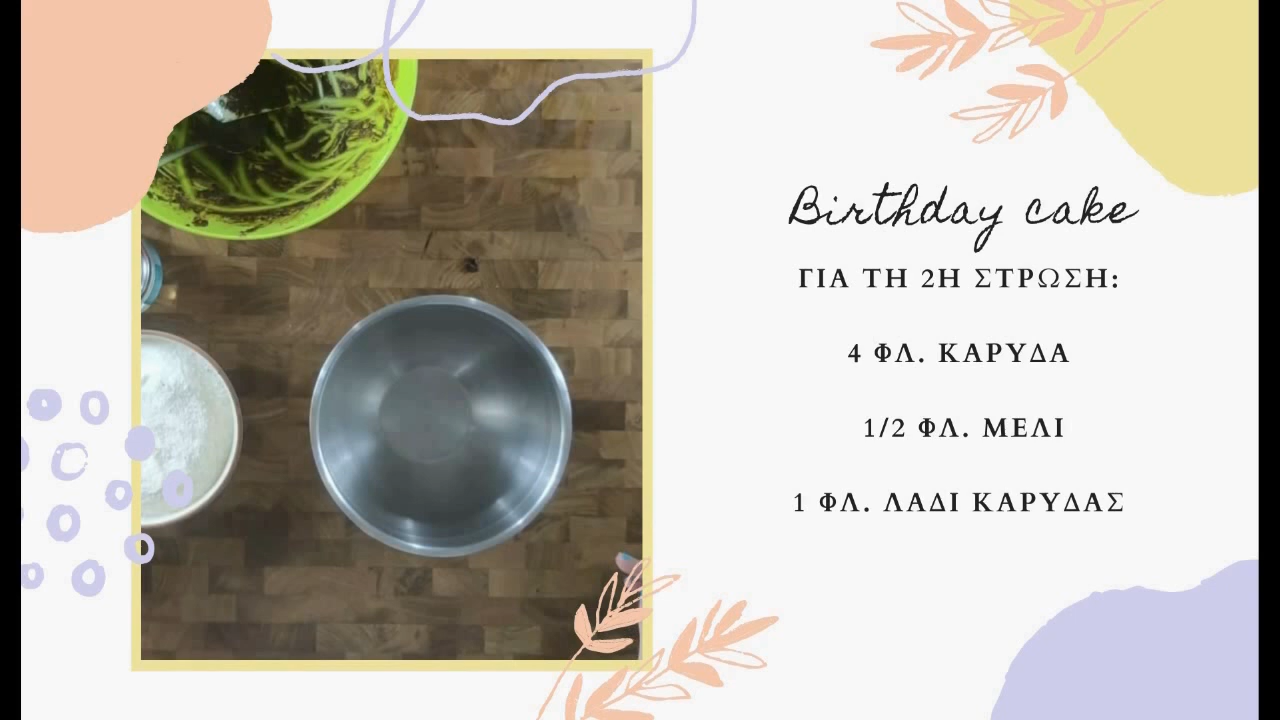 Birthday cake
ΓΙΑ ΤΗ 2Η ΣΤΡΩΣΗ:
4 ΦΛ. ΚΑΡΥΔΑ
1/2 ΦΛ. ΜΕΛΙ
1 ΦΛ. ΛΑΔΙ ΚΑΡΥΔΑΣ